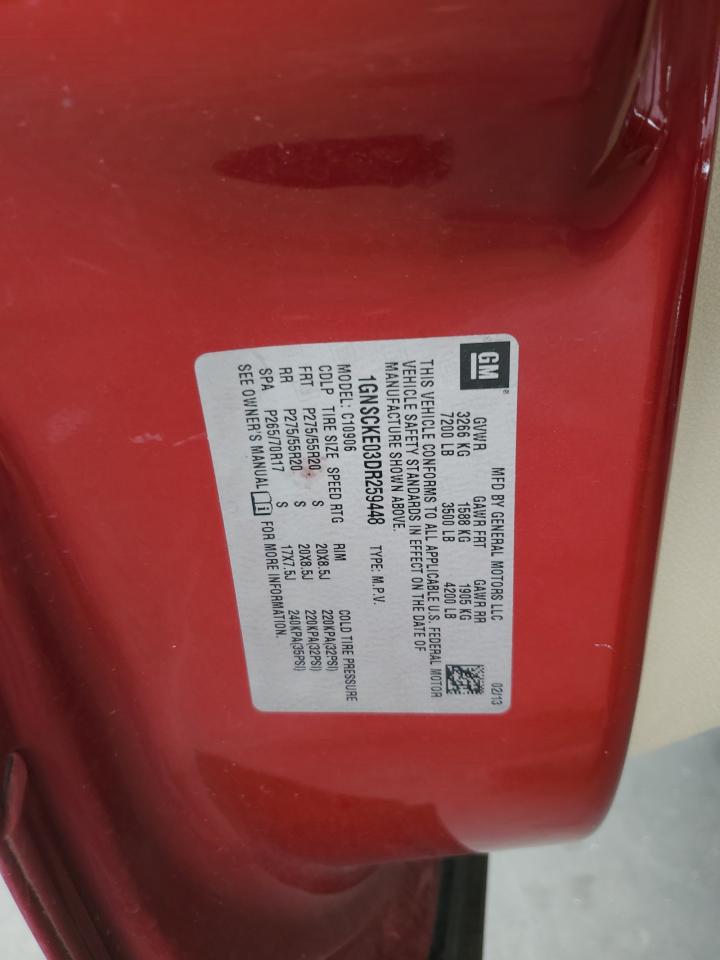 GM ®
MFD BY GENERAL MOTORS LLC 02/13
GVWR GAWR FRT GAWR RR
3266 KG 1588 KG 1905 KG
7200 LB 3500 LB 4200 LB
THIS VEHICLE CONFORMS TO ALL APPLICABLE U.S. FEDERAL MOTOR
VEHICLE SAFETY STANDARDS IN EFFECT ON THE DATE OF
MANUFACTURE SHOWN ABOVE.
1GNSCKE03DR259448 TYPE: M.P.V.
MODEL: C10906
CDLP TIRE SIZE SPEED RTG RIM COLD TIRE PRESSURE
FRT P275/55R20 S 20X8.5J 220KPA(32PSI)
RR P275/55R20 S 20X8.5J 220KPA(32PSI)
SPA P265/70R17 S 17X7.5J 240KPA(35PSI)
SEE OWNER'S MANUAL i FOR MORE INFORMATION.